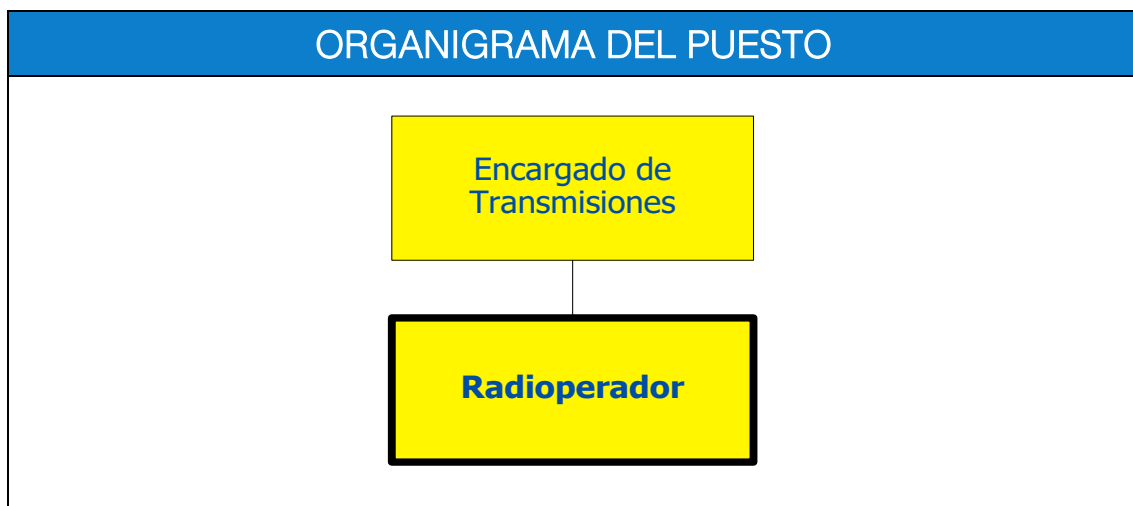 ORGANIGRAMA DEL PUESTO
Encargado de
Transmisiones
Radioperador